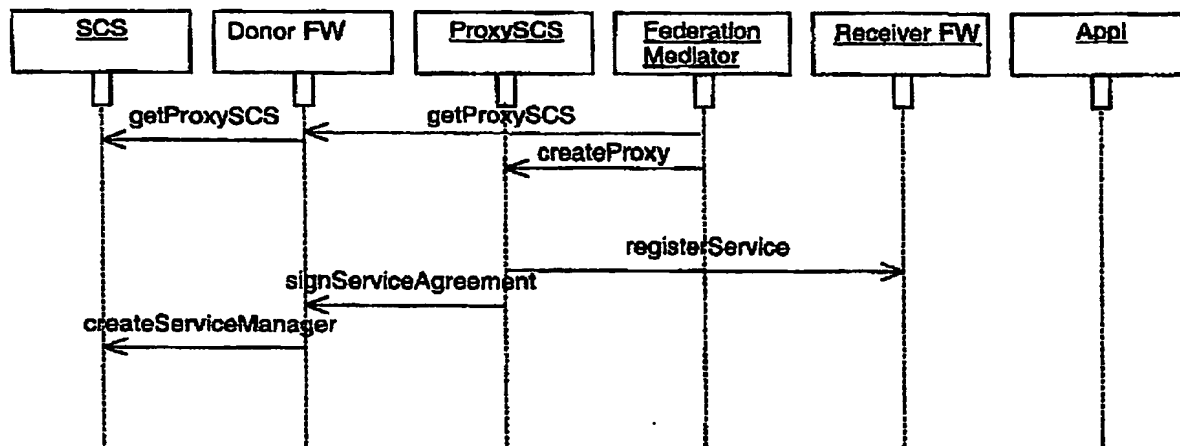 SCS
Donor FW
ProxySCS
Federation
Mediator
Receiver FW
Appl
getProxySCS
getProxySCS
createProxy
registerService
signServiceAgreement
createServiceManager